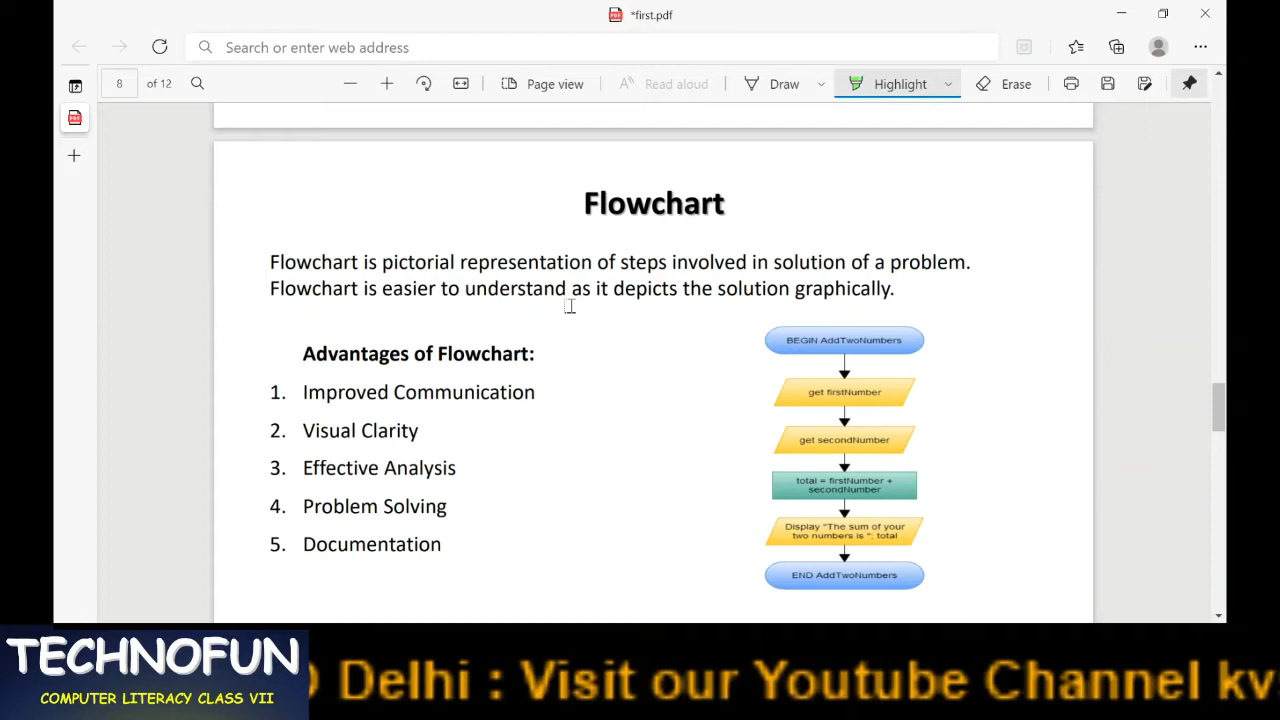 *first.pdf
Search or enter web address
8 of 12
Page view
Read aloud
Draw
Highlight
Erase
Flowchart
Flowchart is pictorial representation of steps involved in solution of a problem.
Flowchart is easier to understand as it depicts the solution graphically.
Advantages of Flowchart:
1. Improved Communication
2. Visual Clarity
3. Effective Analysis
4. Problem Solving
5. Documentation
BEGIN AddTwoNumbers
get firstNumber
get secondNumber
total = firstNumber +
secondNumber
Display "The sum of your
two numbers is "; total
END AddTwoNumbers
TECHNOFUN
COMPUTER LITERACY CLASS VII
Delhi : Visit our Youtube Channel kv